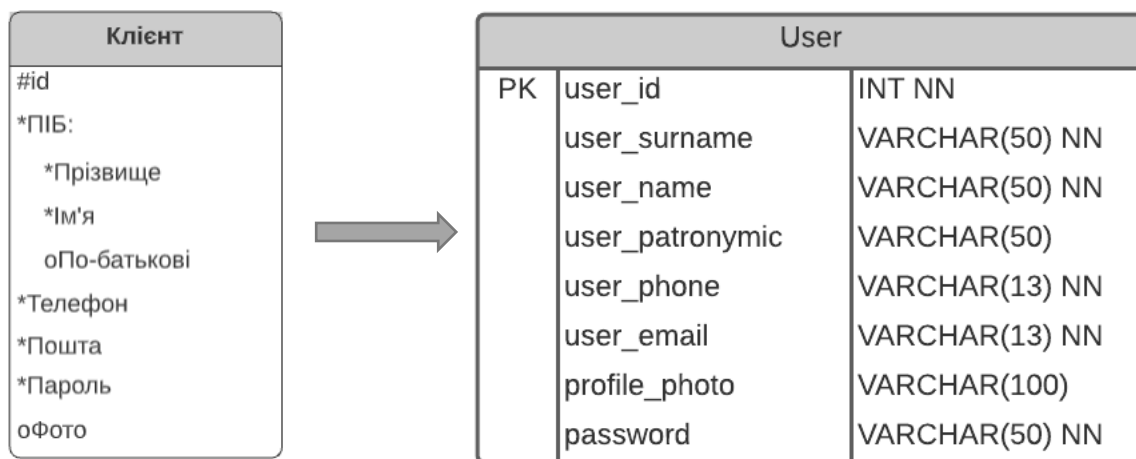 Клієнт
#id
*ПІБ:
*Прізвище
*Ім'я
oПо-батькові
*Телефон
*Пошта
*Пароль
oФото
User
PK user_id INT NN
user_surname VARCHAR(50) NN
user_name VARCHAR(50) NN
user_patronymic VARCHAR(50)
user_phone VARCHAR(13) NN
user_email VARCHAR(13) NN
profile_photo VARCHAR(100)
password VARCHAR(50) NN